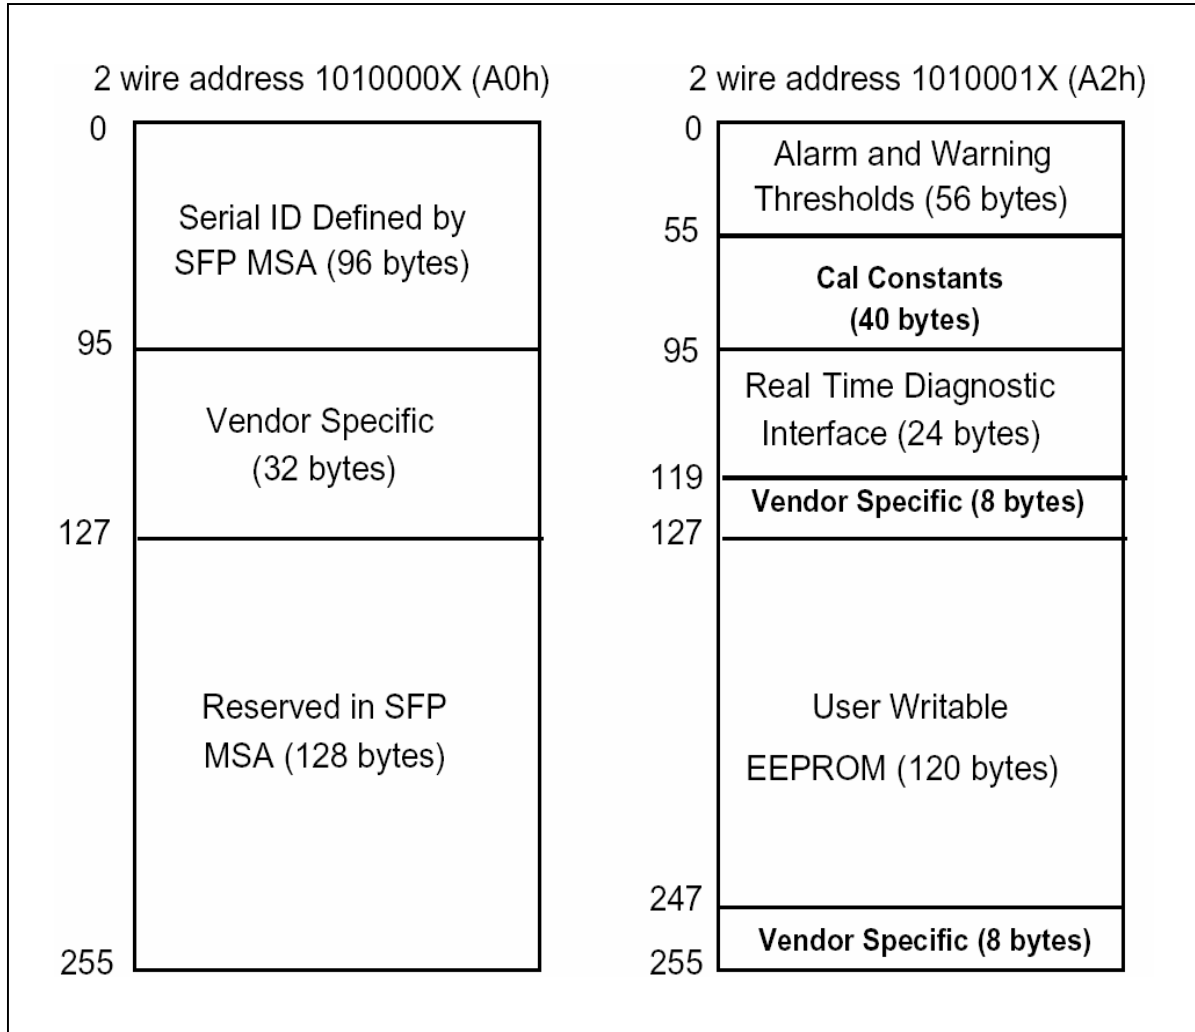 2 wire address 1010000X (A0h)
0
Serial ID Defined by
SFP MSA (96 bytes)
95
Vendor Specific
(32 bytes)
127
Reserved in SFP
MSA (128 bytes)
255
2 wire address 1010001X (A2h)
0
Alarm and Warning
Thresholds (56 bytes)
55
Cal Constants
(40 bytes)
95
Real Time Diagnostic
Interface (24 bytes)
119
Vendor Specific (8 bytes)
127
User Writable
EEPROM (120 bytes)
247
Vendor Specific (8 bytes)
255